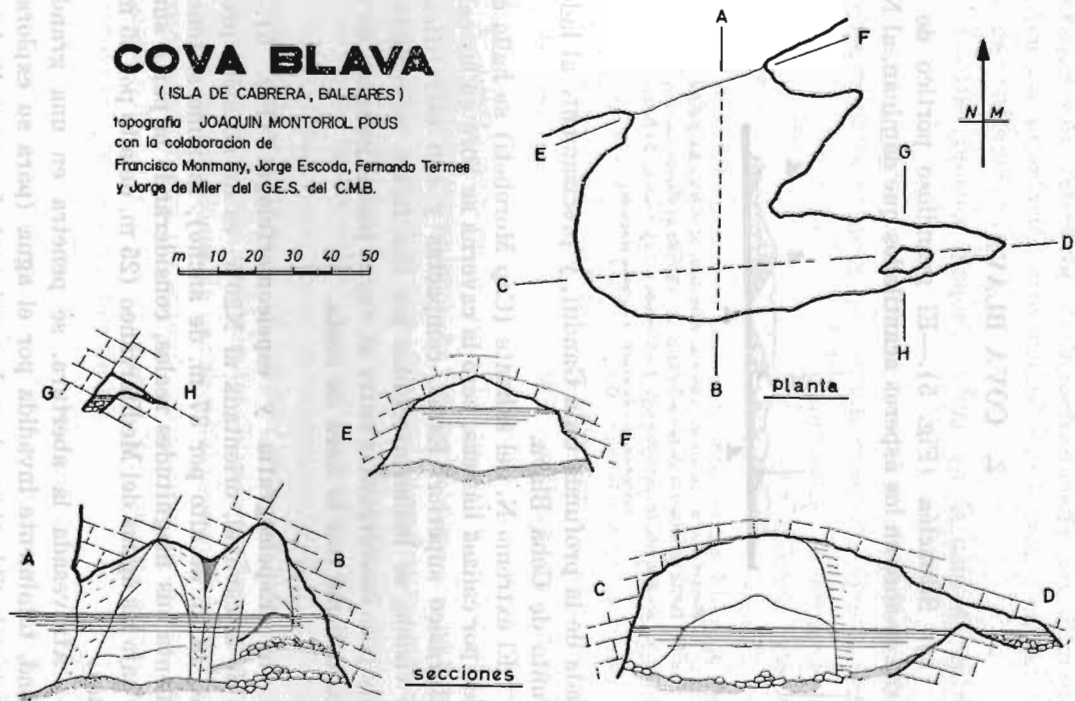 COVA BLAVA
(ISLA DE CABRERA, BALEARES)
topografia JOAQUIN MONTORIOL POUS
con la colaboracion de
Francisco Monmany, Jorge Escoda, Fernando Termes
y Jorge de Mier del G.E.S. del C.M.B.
m 10 20 30 40 50
A
F
E
N M
G
D
C
H
B
planta
G H
E F
A B
C D
secciones